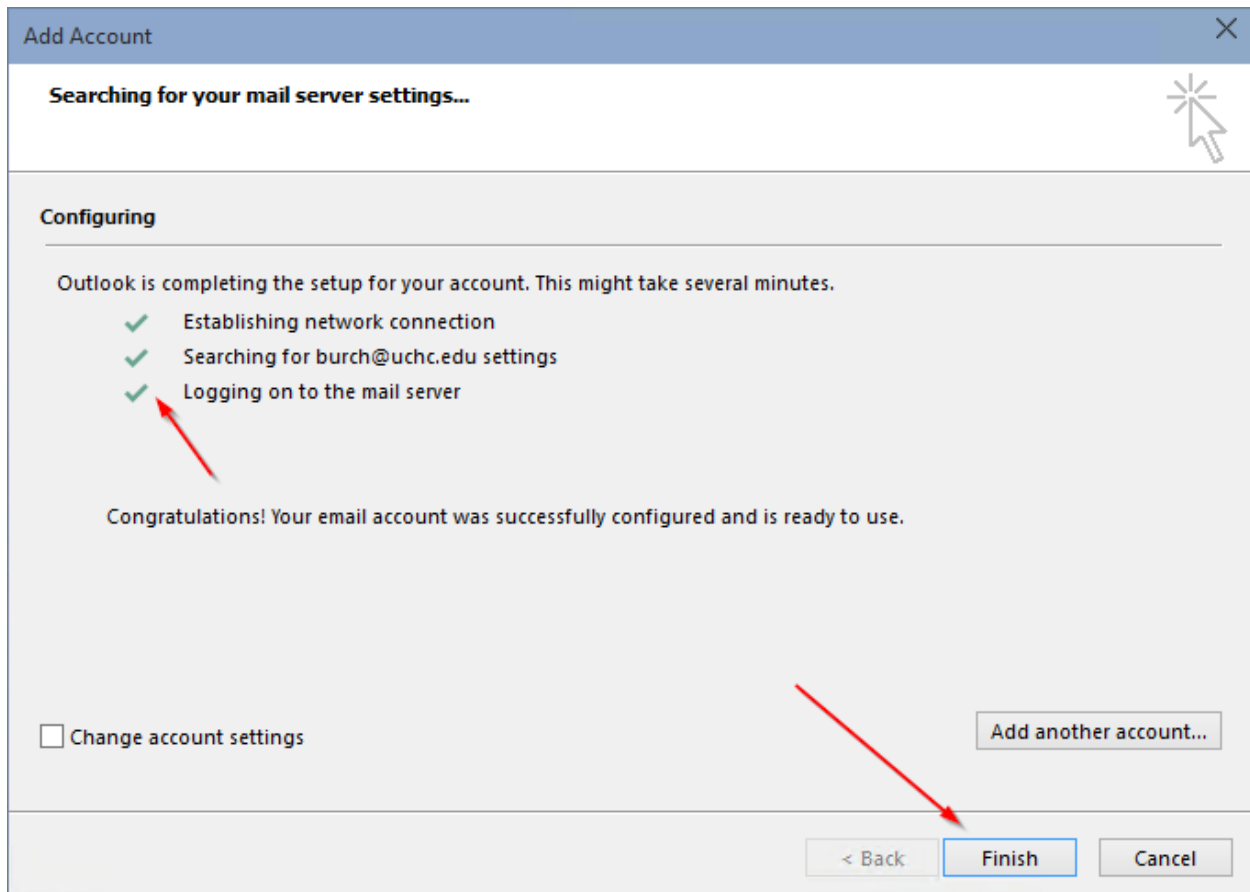 Add Account
Searching for your mail server settings...
Configuring
Outlook is completing the setup for your account. This might take several minutes.
Establishing network connection
Searching for burch@uchc.edu settings
Logging on to the mail server
Congratulations! Your email account was successfully configured and is ready to use.
Change account settings
Add another account...
< Back
Finish
Cancel